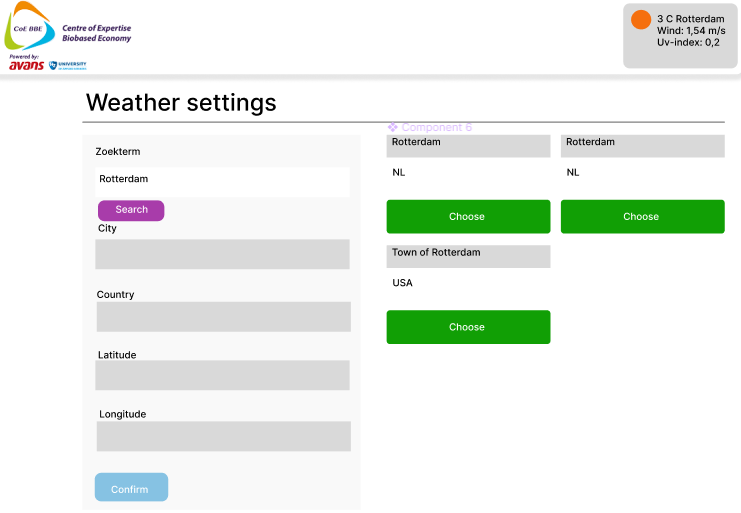 CoE BBE
Centre of Expertise
Biobased Economy
Powered by:
avans
UNIVERSITY
3 C Rotterdam
Wind: 1,54 m/s
Uv-index: 0,2
Weather settings
Component 6
Zoekterm
Rotterdam
Search
City
Country
Latitude
Longitude
Confirm
Rotterdam
NL
Choose
Rotterdam
NL
Choose
Town of Rotterdam
USA
Choose